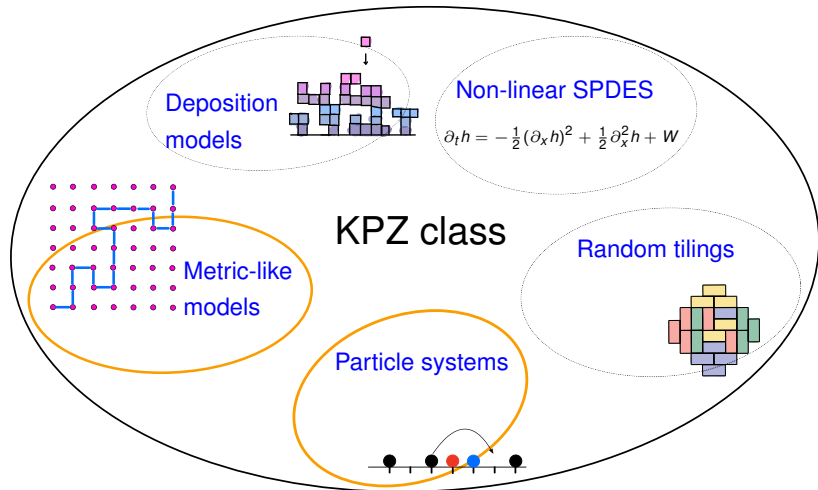 Deposition
models
Non-linear SPDES
∂ₜh = −½(∂ₓh)² + ½∂ₓ²h + W
KPZ class
Metric-like
models
Random tilings
Particle systems